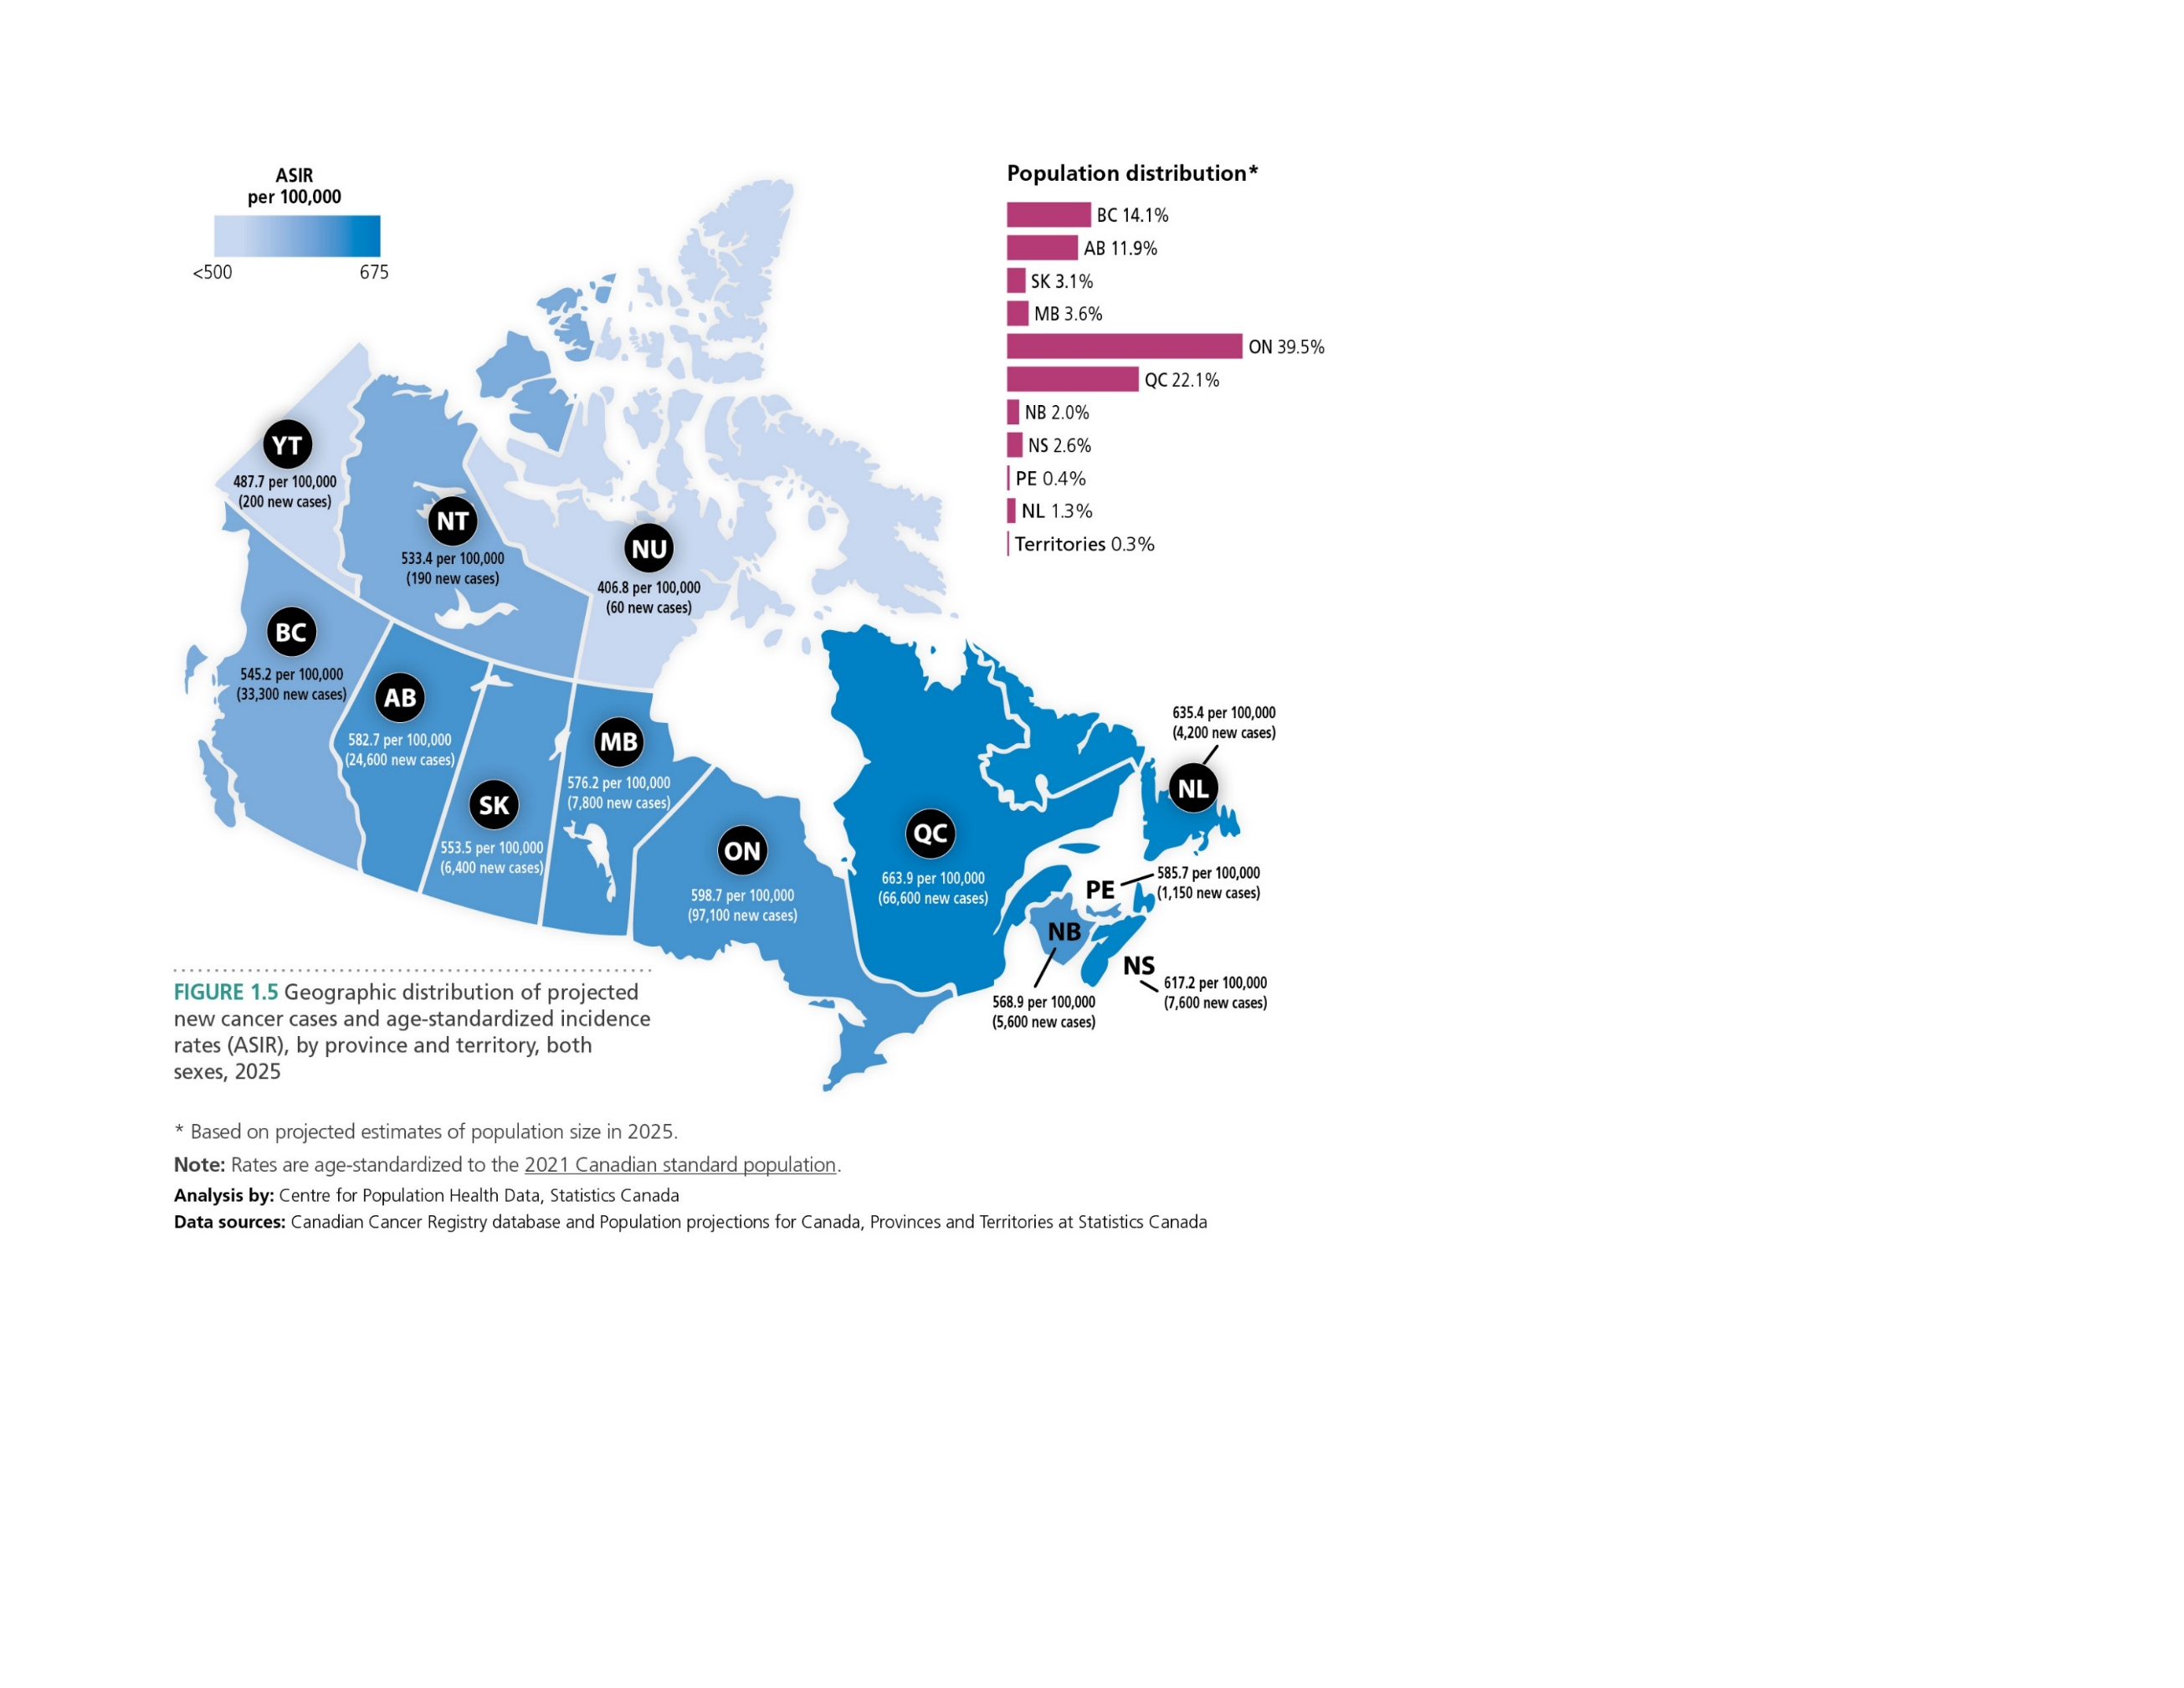 ASIR
per 100,000
<500 675
Population distribution*
BC 14.1%
AB 11.9%
SK 3.1%
MB 3.6%
ON 39.5%
QC 22.1%
NB 2.0%
NS 2.6%
PE 0.4%
NL 1.3%
Territories 0.3%
YT
487.7 per 100,000
(200 new cases)
NT
533.4 per 100,000
(190 new cases)
NU
406.8 per 100,000
(60 new cases)
BC
545.2 per 100,000
(33,300 new cases)
AB
582.7 per 100,000
(24,600 new cases)
SK
553.5 per 100,000
(6,400 new cases)
MB
576.2 per 100,000
(7,800 new cases)
ON
598.7 per 100,000
(97,100 new cases)
QC
663.9 per 100,000
(66,600 new cases)
635.4 per 100,000
(4,200 new cases)
NL
PE
585.7 per 100,000
(1,150 new cases)
NB
568.9 per 100,000
(5,600 new cases)
NS
617.2 per 100,000
(7,600 new cases)
FIGURE 1.5 Geographic distribution of projected
new cancer cases and age-standardized incidence
rates (ASIR), by province and territory, both
sexes, 2025
* Based on projected estimates of population size in 2025.
Note: Rates are age-standardized to the 2021 Canadian standard population.
Analysis by: Centre for Population Health Data, Statistics Canada
Data sources: Canadian Cancer Registry database and Population projections for Canada, Provinces and Territories at Statistics Canada